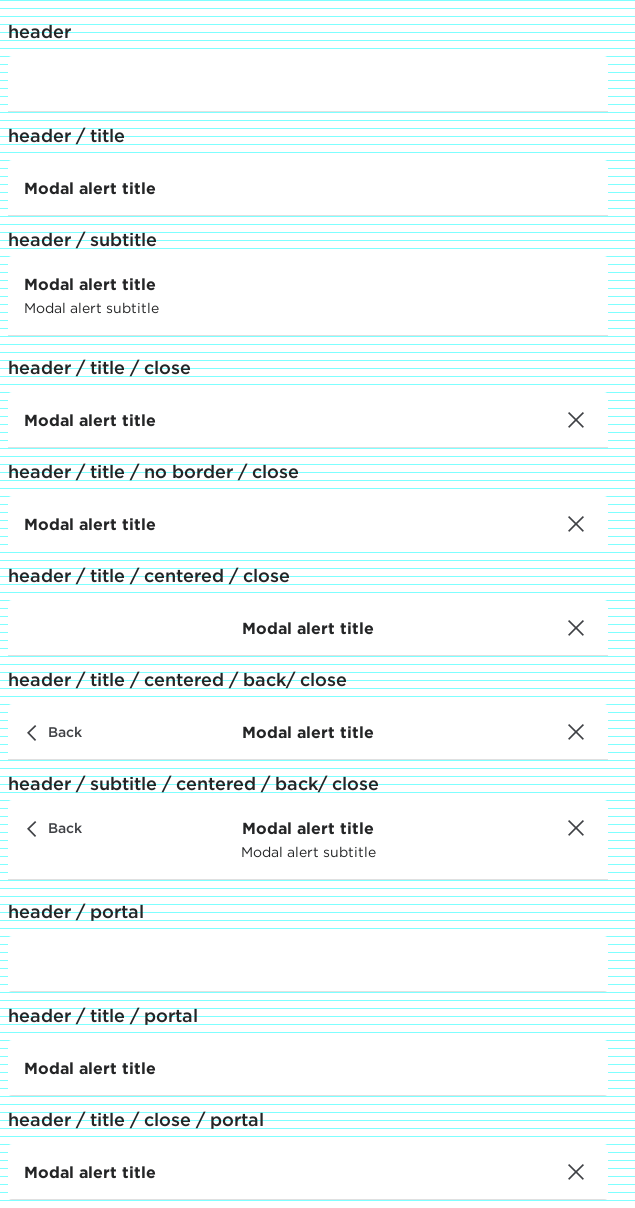 header
header / title
Modal alert title
header / subtitle
Modal alert title
Modal alert subtitle
header / title / close
Modal alert title
header / title / no border / close
Modal alert title
header / title / centered / close
Modal alert title
header / title / centered / back/ close
Back Modal alert title
header / subtitle / centered / back/ close
Back Modal alert title
Modal alert subtitle
header / portal
header / title / portal
Modal alert title
header / title / close / portal
Modal alert title